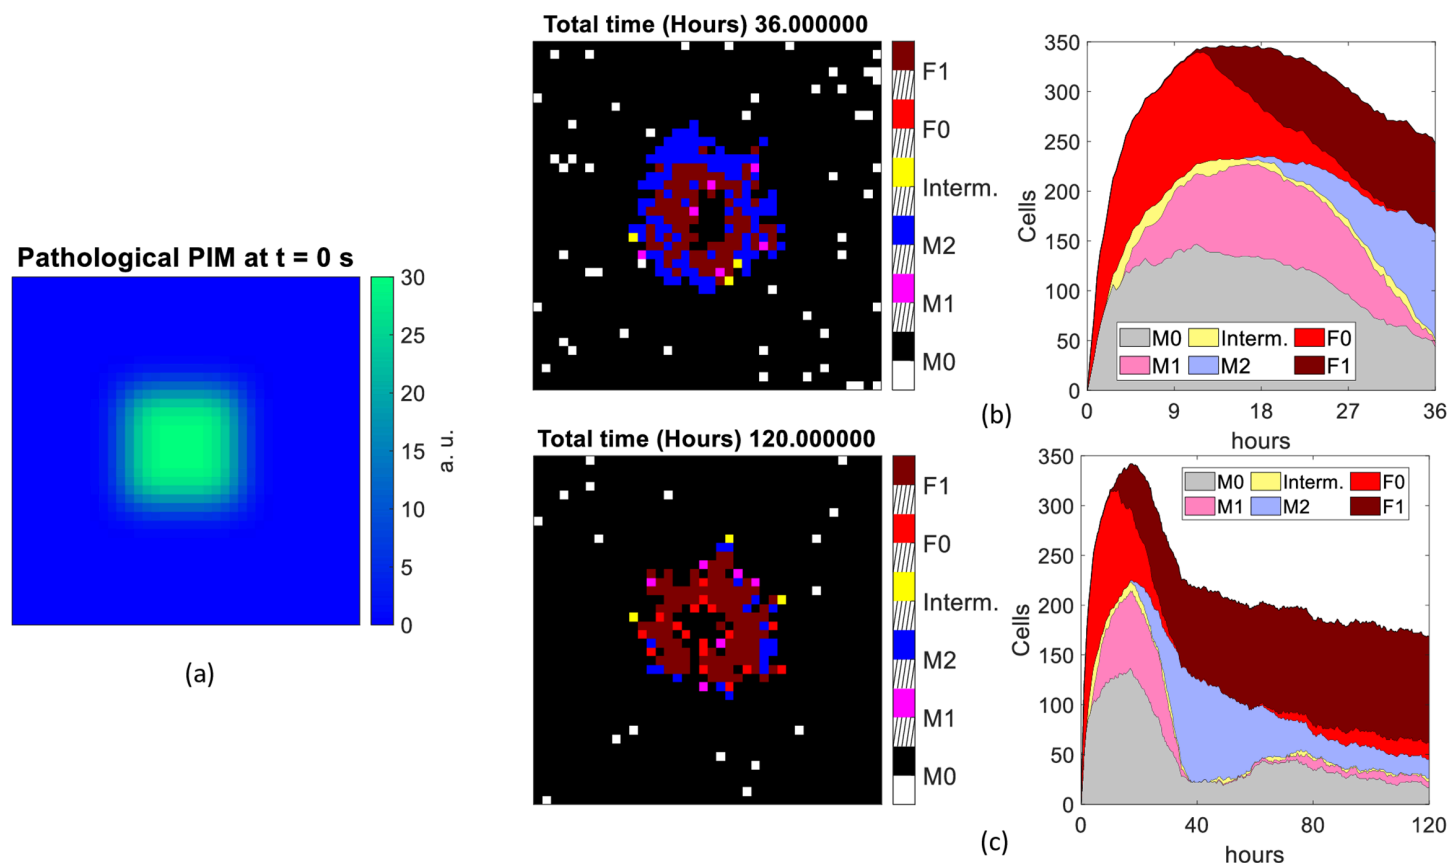 Pathological PIM at t = 0 s
30
25
20
15
10
5
0
a. u.
(a)
Total time (Hours) 36.000000
F1
F0
Interm.
M2
M1
M0
350
300
250
200
150
100
50
0
Cells
M0 Interm. F0
M1 M2 F1
0 9 18 27 36
hours
(b)
Total time (Hours) 120.000000
F1
F0
Interm.
M2
M1
M0
350
300
250
200
150
100
50
0
Cells
M0 Interm. F0
M1 M2 F1
0 40 80 120
hours
(c)